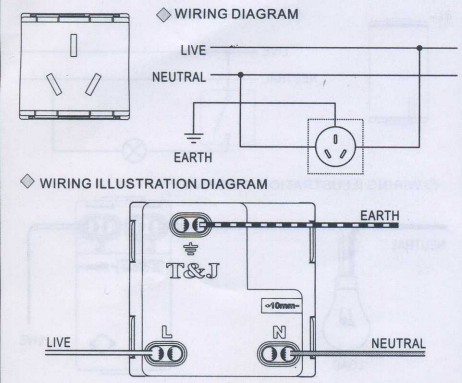 WIRING DIAGRAM
LIVE
NEUTRAL
EARTH
WIRING ILLUSTRATION DIAGRAM
EARTH
T&J
10mm
L
N
LIVE
NEUTRAL